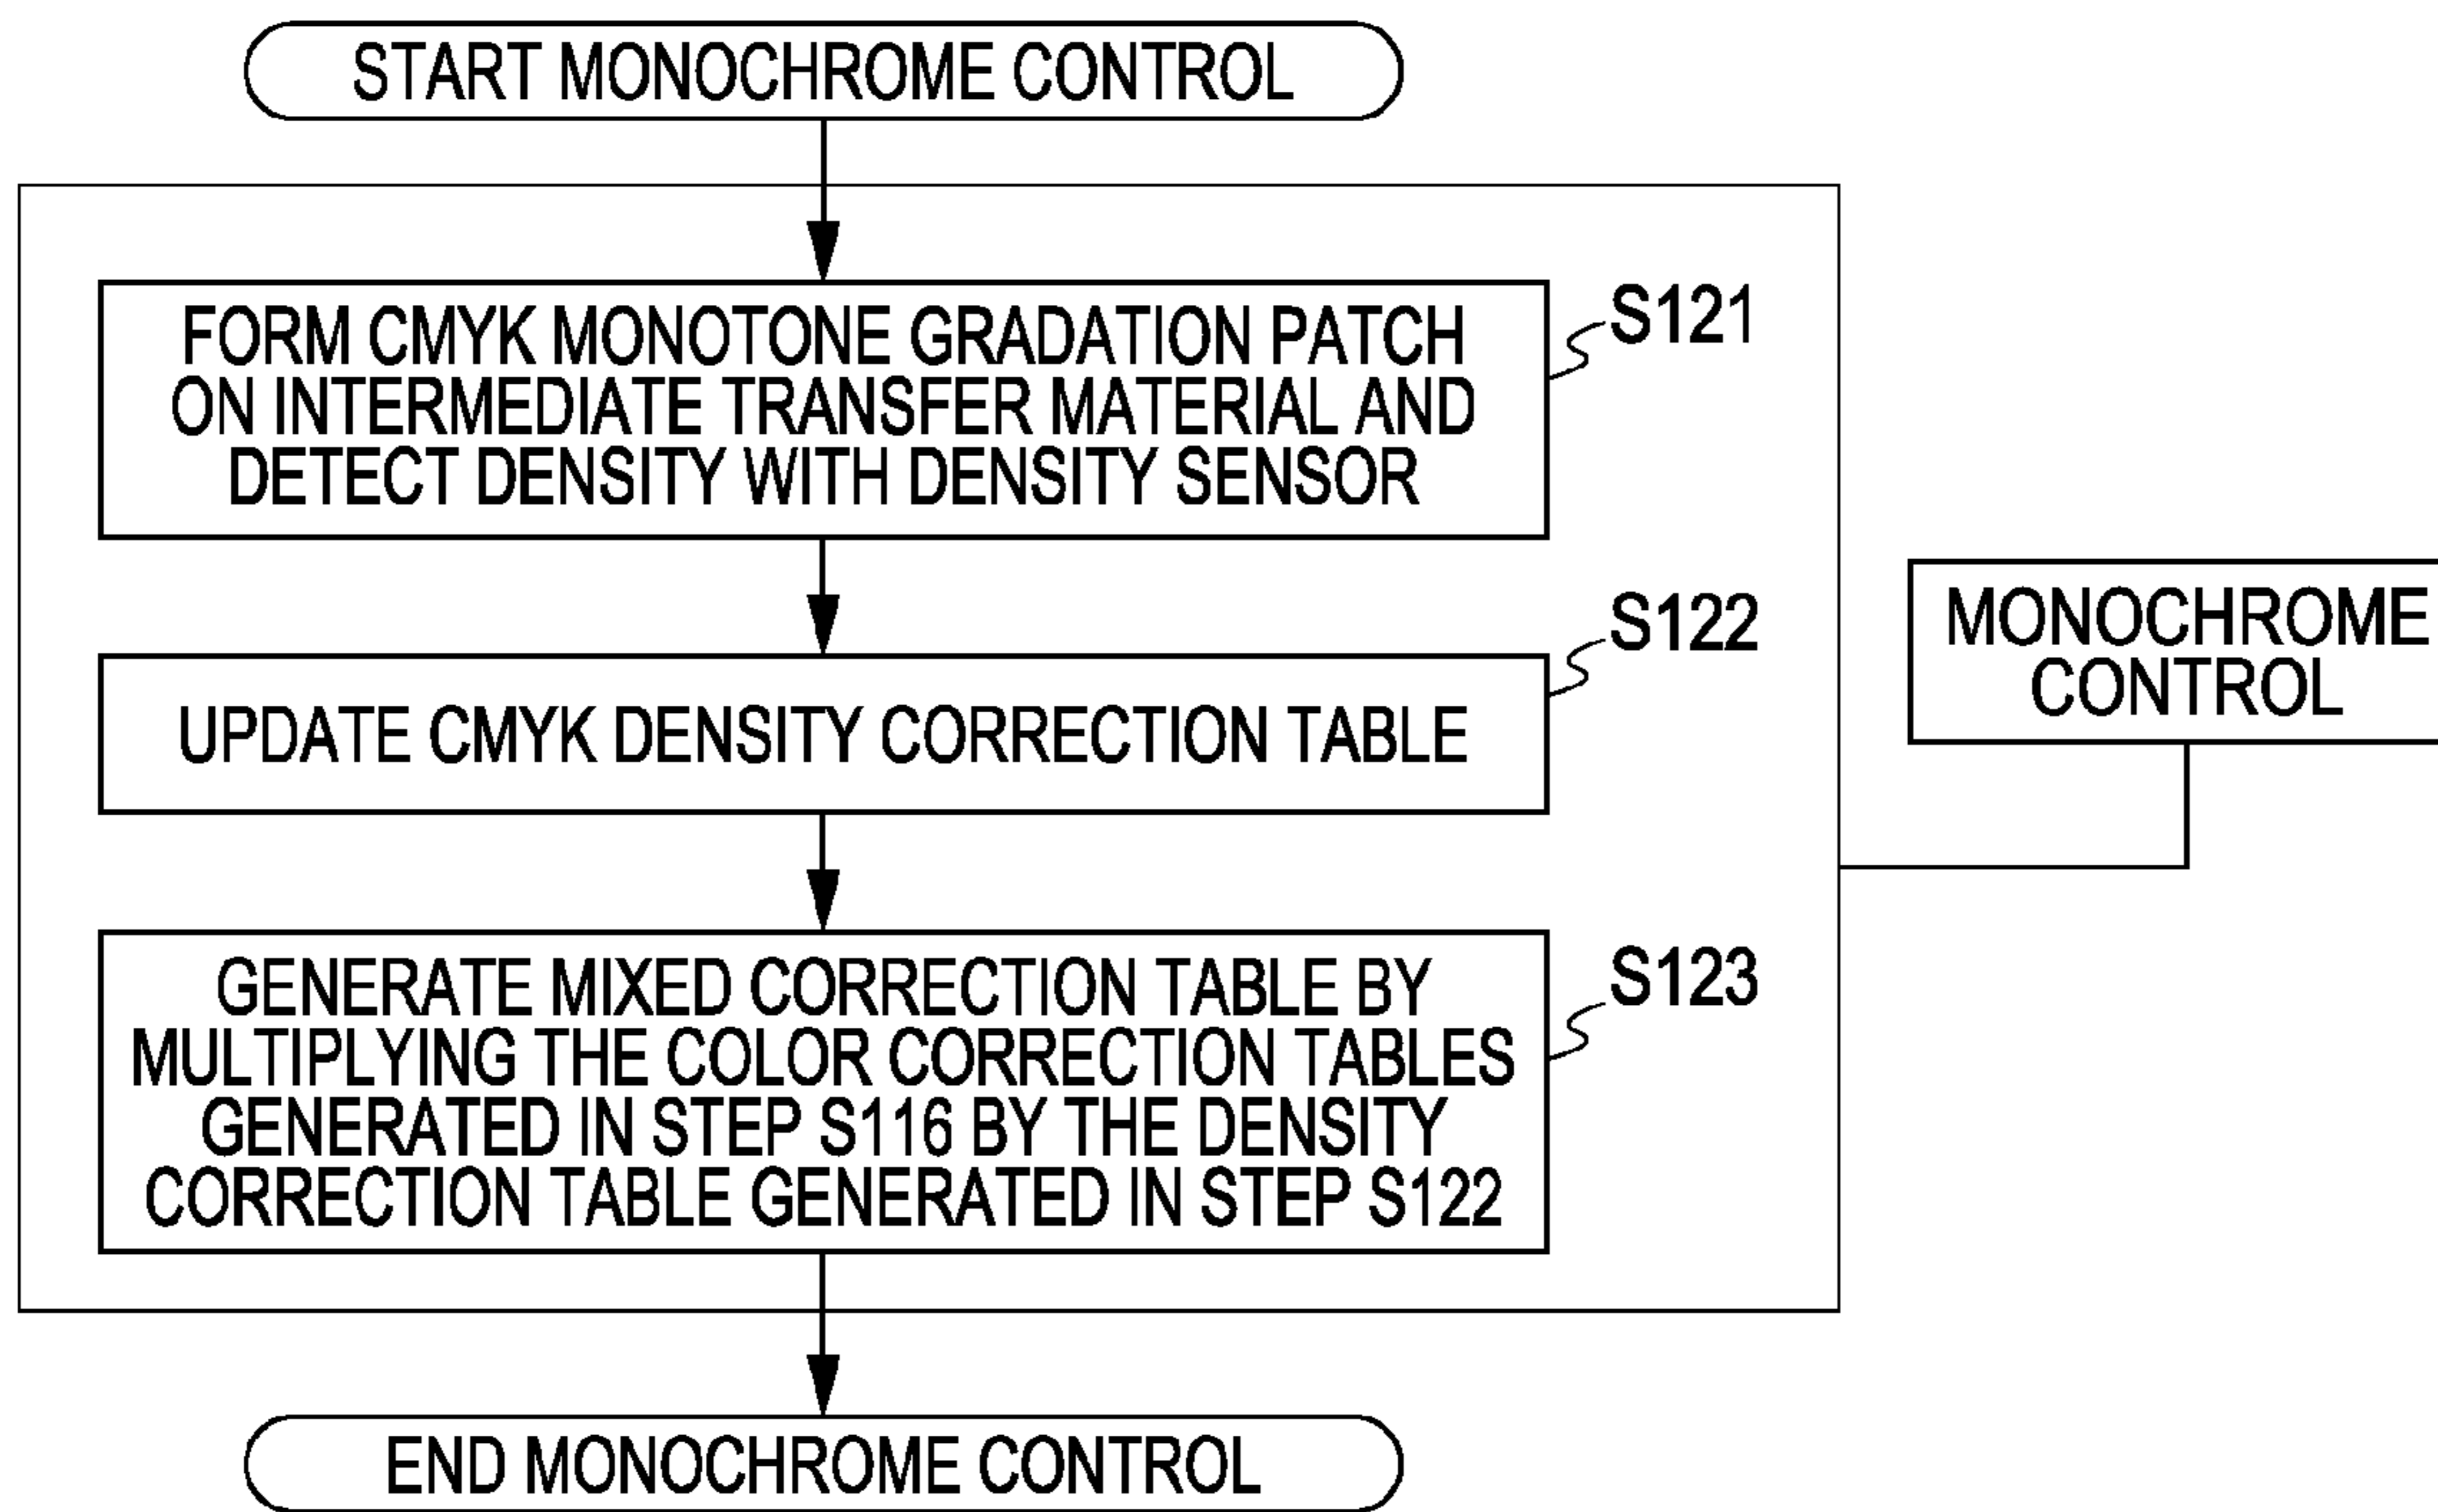 START MONOCHROME CONTROL
FORM CMYK MONOTONE GRADATION PATCH
ON INTERMEDIATE TRANSFER MATERIAL AND
DETECT DENSITY WITH DENSITY SENSOR
S121
UPDATE CMYK DENSITY CORRECTION TABLE
S122
MONOCHROME
CONTROL
GENERATE MIXED CORRECTION TABLE BY
MULTIPLYING THE COLOR CORRECTION TABLES
GENERATED IN STEP S116 BY THE DENSITY
CORRECTION TABLE GENERATED IN STEP S122
S123
END MONOCHROME CONTROL